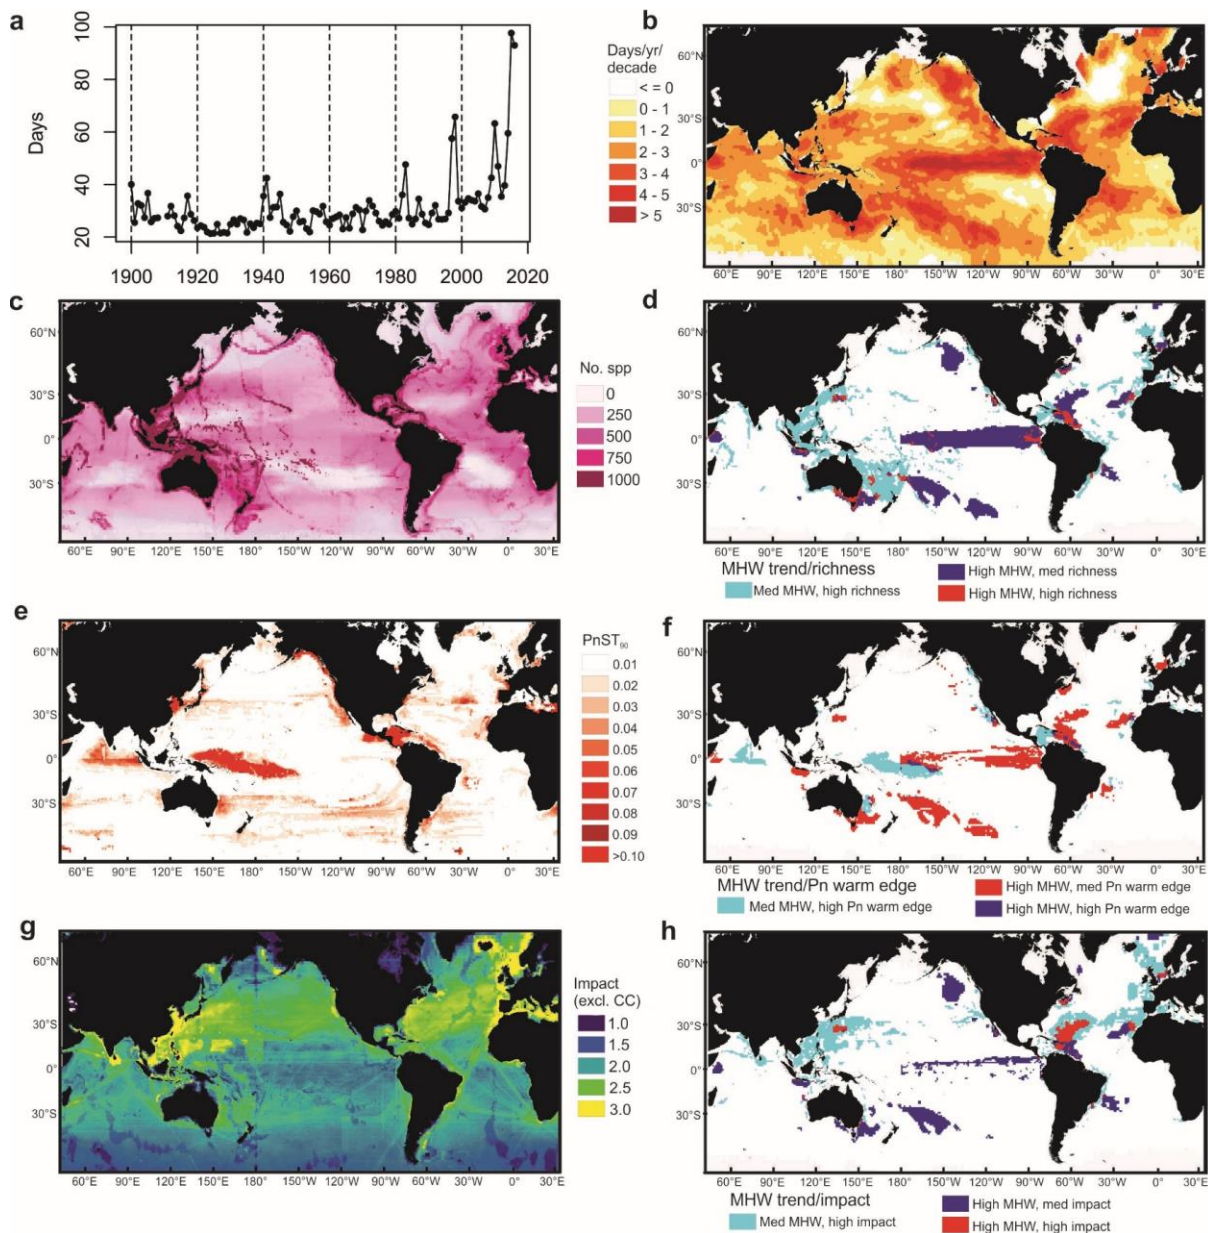 a
Days
100
80
60
40
20
1900 1920 1940 1960 1980 2000 2020
b
Days/yr/
decade
< = 0
0 - 1
1 - 2
2 - 3
3 - 4
4 - 5
> 5
60°N
30°S
0°
30°S
60°E 90°E 120°E 150°E 180° 150°W 120°W 90°W 60°W 30°W 0° 30°E
c
60°N
30°S
0°
30°S
60°E 90°E 120°E 150°E 180° 150°W 120°W 90°W 60°W 30°W 0° 30°E
No. spp
0
250
500
750
1000
d
60°N
30°S
0°
30°S
60°E 90°E 120°E 150°E 180° 150°W 120°W 90°W 60°W 30°W 0° 30°E
MHW trend/richness
Med MHW, high richness
High MHW, med richness
High MHW, high richness
e
60°N
30°S
0°
30°S
60°E 90°E 120°E 150°E 180° 150°W 120°W 90°W 60°W 30°W 0° 30°E
PnST90
0.01
0.02
0.03
0.04
0.05
0.06
0.07
0.08
0.09
>0.10
f
60°N
30°S
0°
30°S
60°E 90°E 120°E 150°E 180° 150°W 120°W 90°W 60°W 30°W 0° 30°E
MHW trend/Pn warm edge
Med MHW, high Pn warm edge
High MHW, med Pn warm edge
High MHW, high Pn warm edge
g
60°N
30°S
0°
30°S
60°E 90°E 120°E 150°E 180° 150°W 120°W 90°W 60°W 30°W 0° 30°E
Impact
(excl. CC)
1.0
1.5
2.0
2.5
3.0
h
60°N
30°S
0°
30°S
60°E 90°E 120°E 150°E 180° 150°W 120°W 90°W 60°W 30°W 0° 30°E
MHW trend/impact
Med MHW, high impact
High MHW, med impact
High MHW, high impact